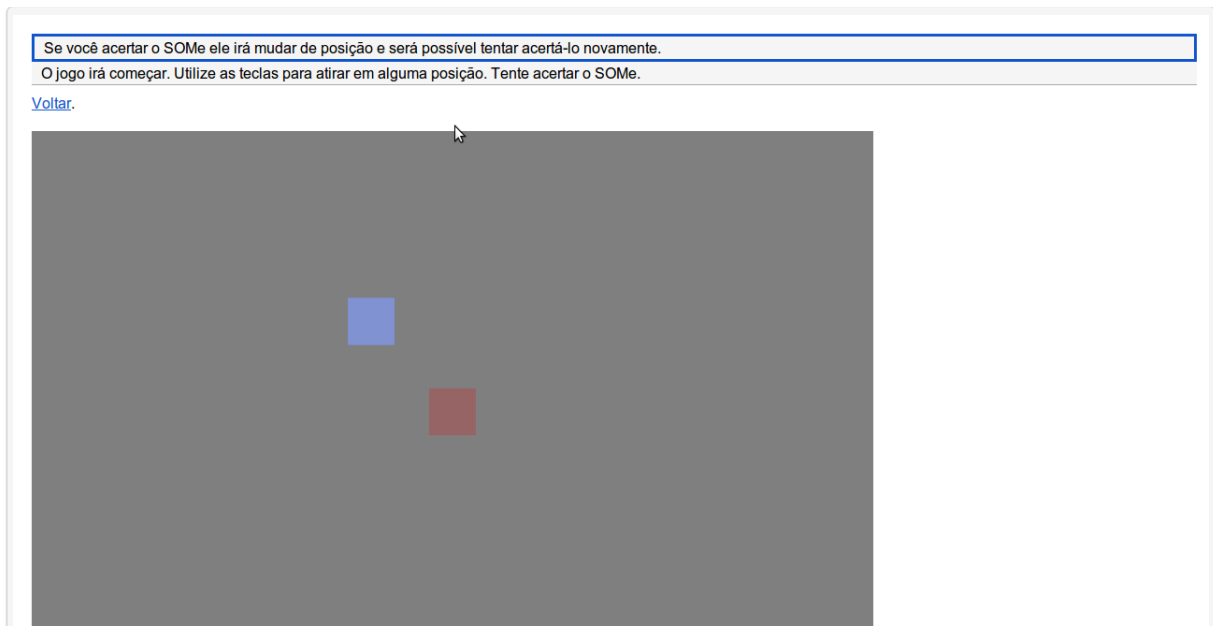 Se você acertar o SOMe ele irá mudar de posição e será possível tentar acertá-lo novamente.
O jogo irá começar. Utilize as teclas para atirar em alguma posição. Tente acertar o SOMe.
Voltar.